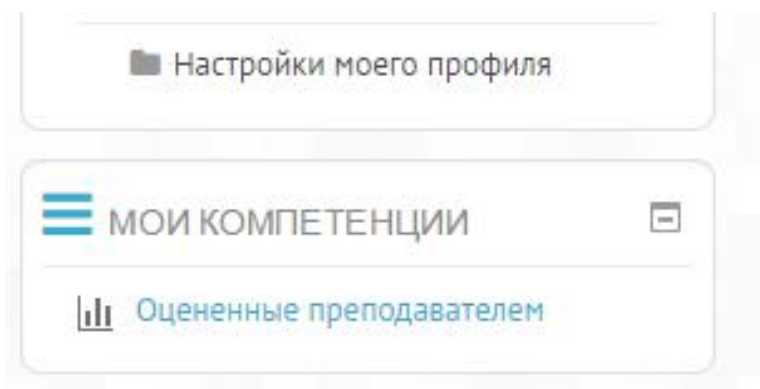 Настройки моего профиля
МОИ КОМПЕТЕНЦИИ
Оцененные преподавателем